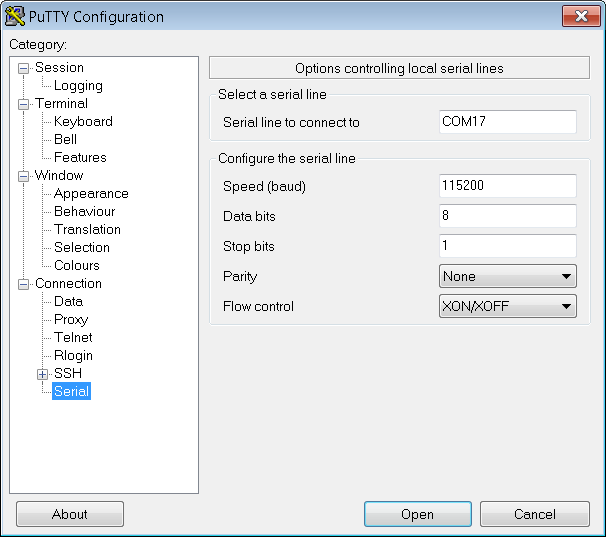 PuTTY Configuration
Category:
Session
Logging
Terminal
Keyboard
Bell
Features
Window
Appearance
Behaviour
Translation
Selection
Colours
Connection
Data
Proxy
Telnet
Rlogin
SSH
Serial
Options controlling local serial lines
Select a serial line
Serial line to connect to COM17
Configure the serial line
Speed (baud) 115200
Data bits 8
Stop bits 1
Parity None
Flow control XON/XOFF
About Open Cancel